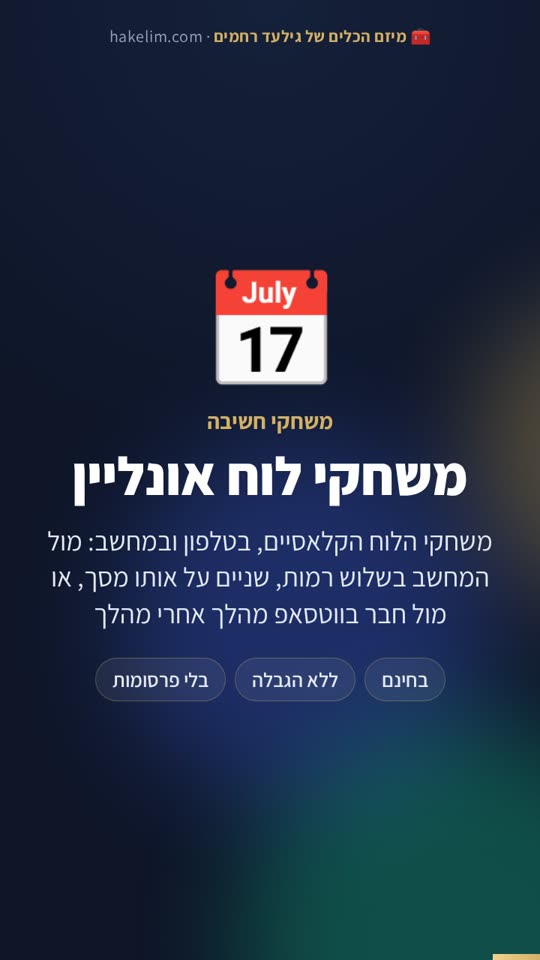 🧰 מיזם הכלים של גילעד רחמים · hakelim.com
July
17
משחקי חשיבה
משחקי לוח אונליין
משחקי הלוח הקלאסיים, בטלפון ובמחשב: מול
המחשב בשלוש רמות, שניים על אותו מסך, או
מול חבר בווטסאפ מהלך אחרי מהלך
בחינם
ללא הגבלה
בלי פרסומות